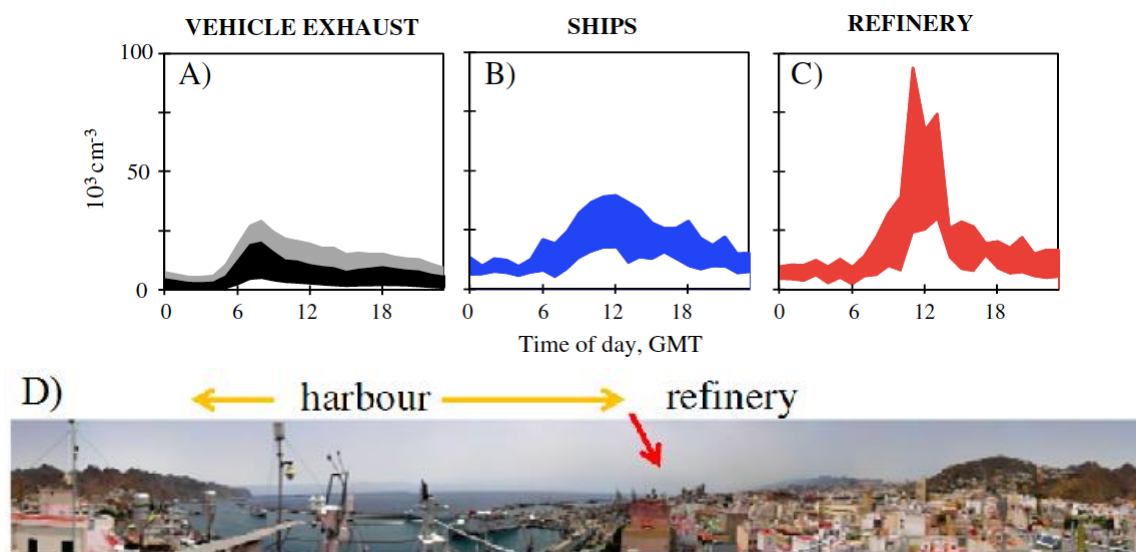 VEHICLE EXHAUST
SHIPS
REFINERY
A)
B)
C)
100
50
0
10³ cm⁻³
0 6 12 18
0 6 12 18
0 6 12 18
Time of day, GMT
D)
harbour
refinery